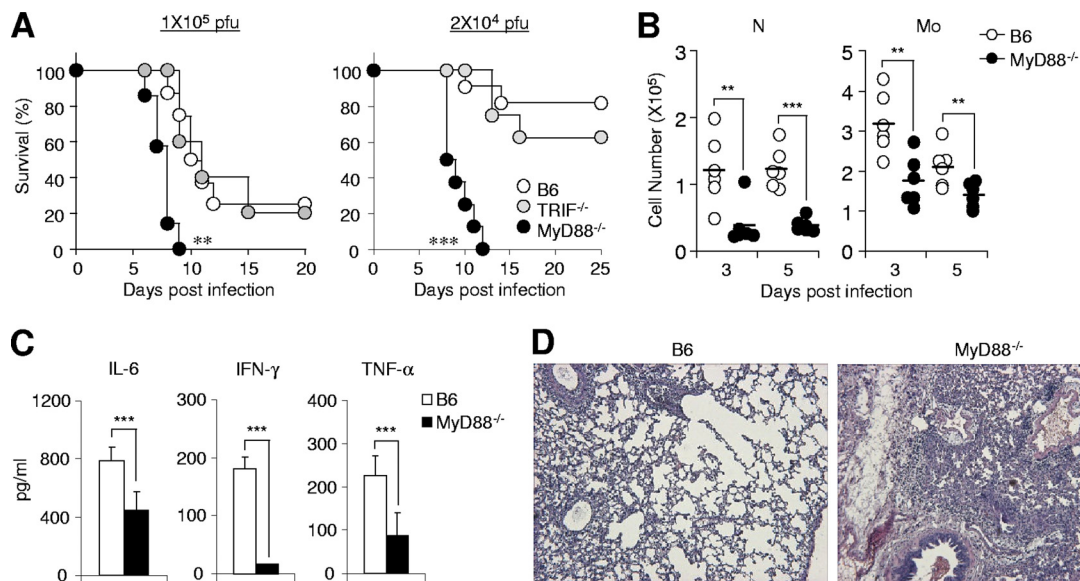 A
1X10⁵ pfu
Survival (%)
100
80
60
40
20
0
0 5 10 15 20
**
Days post infection
2X10⁴ pfu
100
80
60
40
20
0
0 5 10 15 25
***
B6
TRIF-/-
MyD88-/-
Days post infection
B
N
Cell Number (X10⁵)
3
2
1
0
** ***
3 5
Mo
5
4
3
2
1
0
** **
3 5
B6
MyD88-/-
Days post infection
C
IL-6
pg/ml
1200
800
400
0
***
IFN-γ
300
200
100
0
***
TNF-α
400
300
200
100
0
***
B6
MyD88-/-
D
B6
MyD88-/-